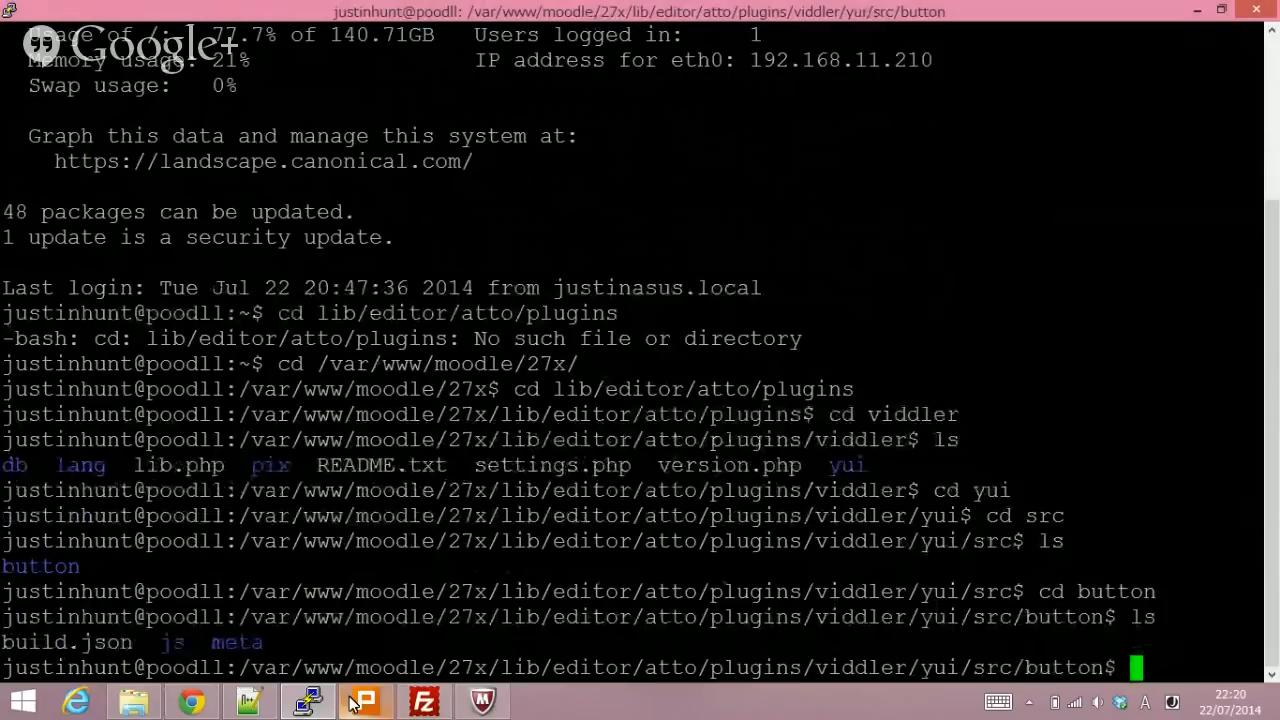 justinhunt@poodll: /var/www/moodle/27x/lib/editor/atto/plugins/viddler/yui/src/button
Usage of /: 77.7% of 140.71GB Users logged in: 1
Google+
Memory usage: 21% IP address for eth0: 192.168.11.210
Swap usage: 0%
Graph this data and manage this system at:
https://landscape.canonical.com/
48 packages can be updated.
1 update is a security update.
Last login: Tue Jul 22 20:47:36 2014 from justinasus.local
justinhunt@poodll:~$ cd lib/editor/atto/plugins
-bash: cd: lib/editor/atto/plugins: No such file or directory
justinhunt@poodll:~$ cd /var/www/moodle/27x/
justinhunt@poodll:/var/www/moodle/27x$ cd lib/editor/atto/plugins
justinhunt@poodll:/var/www/moodle/27x/lib/editor/atto/plugins$ cd viddler
justinhunt@poodll:/var/www/moodle/27x/lib/editor/atto/plugins/viddler$ ls
db lang lib.php pix README.txt settings.php version.php yui
justinhunt@poodll:/var/www/moodle/27x/lib/editor/atto/plugins/viddler$ cd yui
justinhunt@poodll:/var/www/moodle/27x/lib/editor/atto/plugins/viddler/yui$ cd src
justinhunt@poodll:/var/www/moodle/27x/lib/editor/atto/plugins/viddler/yui/src$ ls
button
justinhunt@poodll:/var/www/moodle/27x/lib/editor/atto/plugins/viddler/yui/src$ cd button
justinhunt@poodll:/var/www/moodle/27x/lib/editor/atto/plugins/viddler/yui/src/button$ ls
build.json js meta
justinhunt@poodll:/var/www/moodle/27x/lib/editor/atto/plugins/viddler/yui/src/button$
A
22:20
22/07/2014